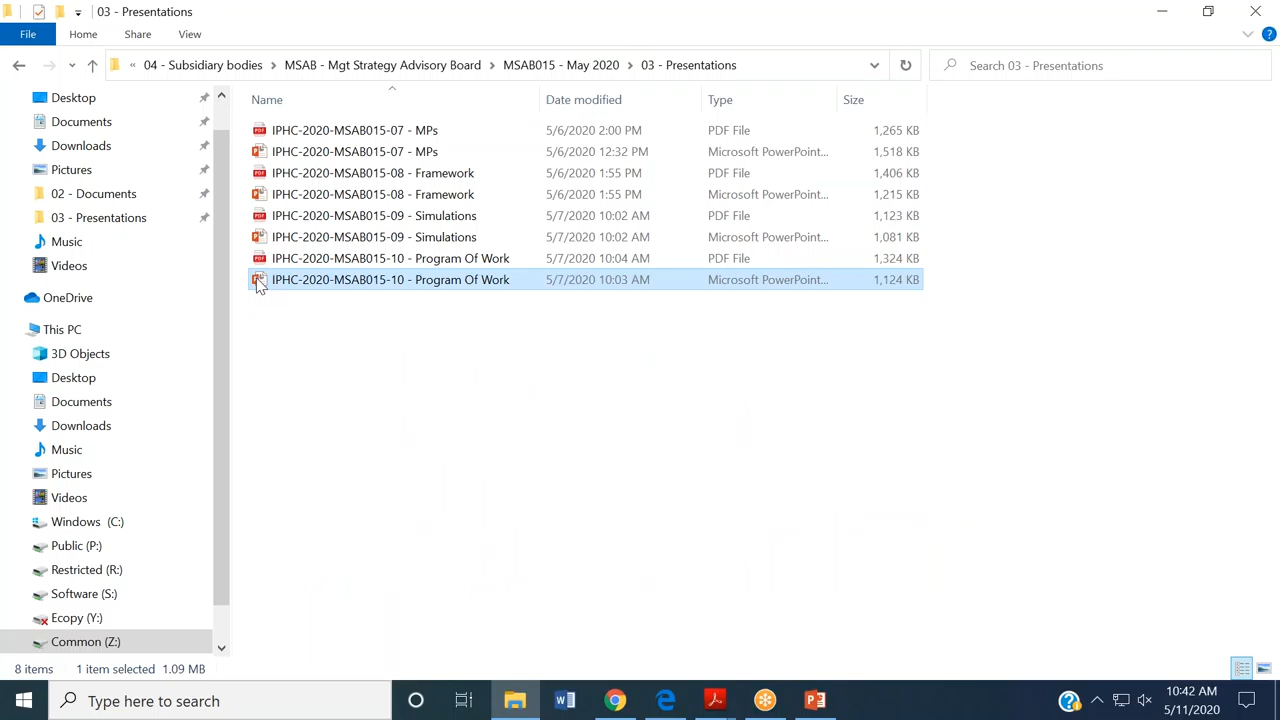 03 - Presentations
File Home Share View
« 04 - Subsidiary bodies MSAB - Mgt Strategy Advisory Board MSAB015 - May 2020 03 - Presentations Search 03 - Presentations
Name Date modified Type Size
IPHC-2020-MSAB015-07 - MPs 5/6/2020 2:00 PM PDF File 1,265 KB
IPHC-2020-MSAB015-07 - MPs 5/6/2020 12:32 PM Microsoft PowerPoint... 1,518 KB
IPHC-2020-MSAB015-08 - Framework 5/6/2020 1:55 PM PDF File 1,406 KB
IPHC-2020-MSAB015-08 - Framework 5/6/2020 1:55 PM Microsoft PowerPoint... 1,215 KB
IPHC-2020-MSAB015-09 - Simulations 5/7/2020 10:02 AM PDF File 1,123 KB
IPHC-2020-MSAB015-09 - Simulations 5/7/2020 10:02 AM Microsoft PowerPoint... 1,081 KB
IPHC-2020-MSAB015-10 - Program Of Work 5/7/2020 10:04 AM PDF File 1,324 KB
IPHC-2020-MSAB015-10 - Program Of Work 5/7/2020 10:03 AM Microsoft PowerPoint... 1,124 KB
Desktop
Documents
Downloads
Pictures
02 - Documents
03 - Presentations
Music
Videos
OneDrive
This PC
3D Objects
Desktop
Documents
Downloads
Music
Pictures
Videos
Windows (C:)
Public (P:)
Restricted (R:)
Software (S:)
Ecopy (Y:)
Common (Z:)
8 items 1 item selected 1.09 MB
Type here to search
10:42 AM
5/11/2020